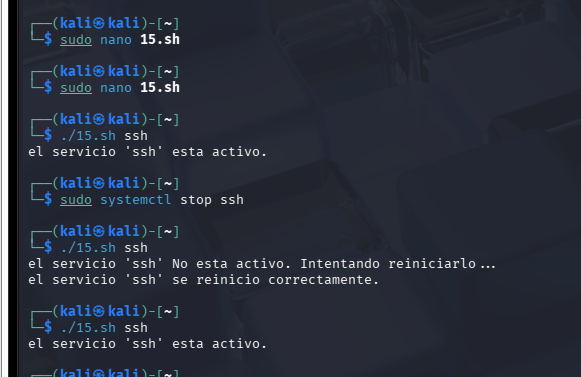 ┌──(kali㉿kali)-[~]
└─$ sudo nano 15.sh
┌──(kali㉿kali)-[~]
└─$ sudo nano 15.sh
┌──(kali㉿kali)-[~]
└─$ ./15.sh ssh
el servicio 'ssh' esta activo.
┌──(kali㉿kali)-[~]
└─$ sudo systemctl stop ssh
┌──(kali㉿kali)-[~]
└─$ ./15.sh ssh
el servicio 'ssh' No esta activo. Intentando reiniciarlo...
el servicio 'ssh' se reinicio correctamente.
┌──(kali㉿kali)-[~]
└─$ ./15.sh ssh
el servicio 'ssh' esta activo.
┌──(kali㉿kali)-[~]